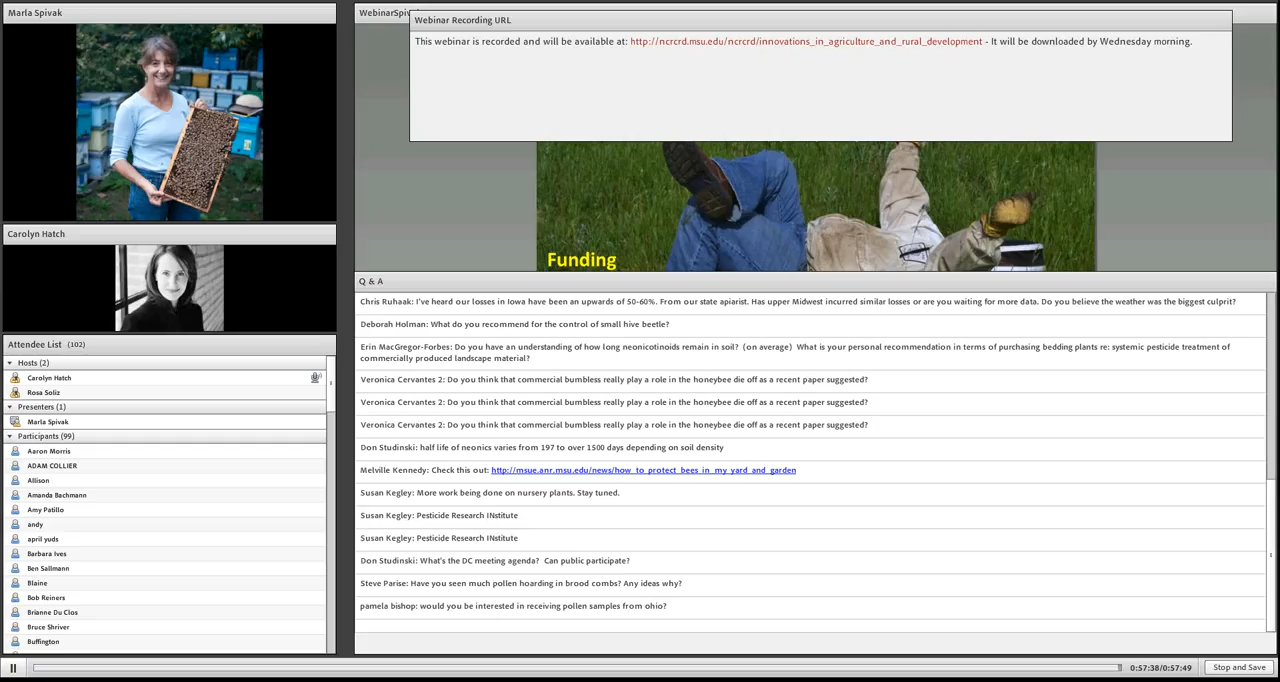 Marla Spivak
WebinarSpiv
Webinar Recording URL
This webinar is recorded and will be available at: http://ncrcrd.msu.edu/ncrcrd/innovations_in_agriculture_and_rural_development - It will be downloaded by Wednesday morning.
Funding
Carolyn Hatch
Q & A
Chris Ruhaak: I've heard our losses in Iowa have been an upwards of 50-60%. From our state apiarist. Has upper Midwest incurred similar losses or are you waiting for more data. Do you believe the weather was the biggest culprit?
Deborah Holman: What do you recommend for the control of small hive beetle?
Erin MacGregor-Forbes: Do you have an understanding of how long neonicotinoids remain in soil? (on average) What is your personal recommendation in terms of purchasing bedding plants re: systemic pesticide treatment of
commercially produced landscape material?
Veronica Cervantes 2: Do you think that commercial bumbless really play a role in the honeybee die off as a recent paper suggested?
Veronica Cervantes 2: Do you think that commercial bumbless really play a role in the honeybee die off as a recent paper suggested?
Veronica Cervantes 2: Do you think that commercial bumbless really play a role in the honeybee die off as a recent paper suggested?
Don Studinski: half life of neonics varies from 197 to over 1500 days depending on soil density
Melville Kennedy: Check this out: http://msue.anr.msu.edu/news/how_to_protect_bees_in_my_yard_and_garden
Susan Kegley: More work being done on nursery plants. Stay tuned.
Susan Kegley: Pesticide Research INstitute
Susan Kegley: Pesticide Research INstitute
Don Studinski: What's the DC meeting agenda? Can public participate?
Steve Parise: Have you seen much pollen hoarding in brood combs? Any ideas why?
pamela bishop: would you be interested in receiving pollen samples from ohio?
Attendee List (102)
Hosts (2)
Carolyn Hatch
Rosa Soliz
Presenters (1)
Marla Spivak
Participants (99)
Aaron Morris
ADAM COLLIER
Allison
Amanda Bachmann
Amy Patillo
andy
april yuds
Barbara Ives
Ben Sallmann
Blaine
Bob Reiners
Brianne Du Clos
Bruce Shriver
Buffington
0:57:38/0:57:49
Stop and Save